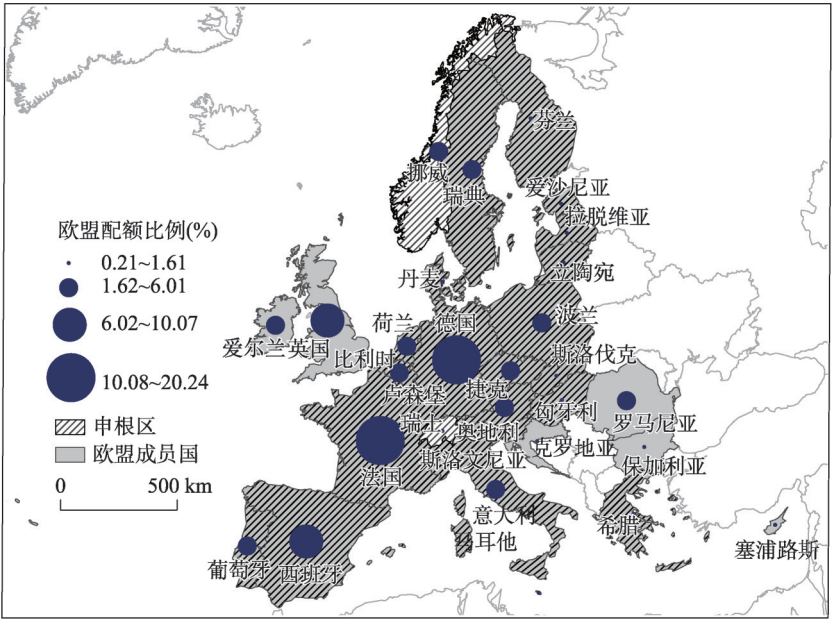 芬兰
挪威
瑞典
爱沙尼亚
拉脱维亚
欧盟配额比例(%)
0.21~1.61
立陶宛
丹麦
1.62~6.01
荷兰
德国
波兰
6.02~10.07
爱尔兰
英国
比利时
斯洛伐克
10.08~20.24
卢森堡
捷克
匈牙利
罗马尼亚
申根区
瑞士
奥地利
克罗地亚
欧盟成员国
斯洛文尼亚
保加利亚
法国
0
500 km
意大利
希腊
耳他
塞浦路斯
葡萄牙
西班牙